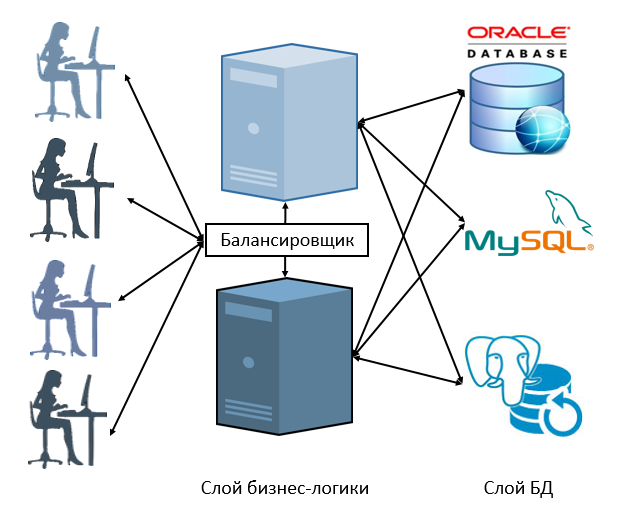 ORACLE
DATABASE
Балансировщик
MySQL
Слой бизнес-логики
Слой БД